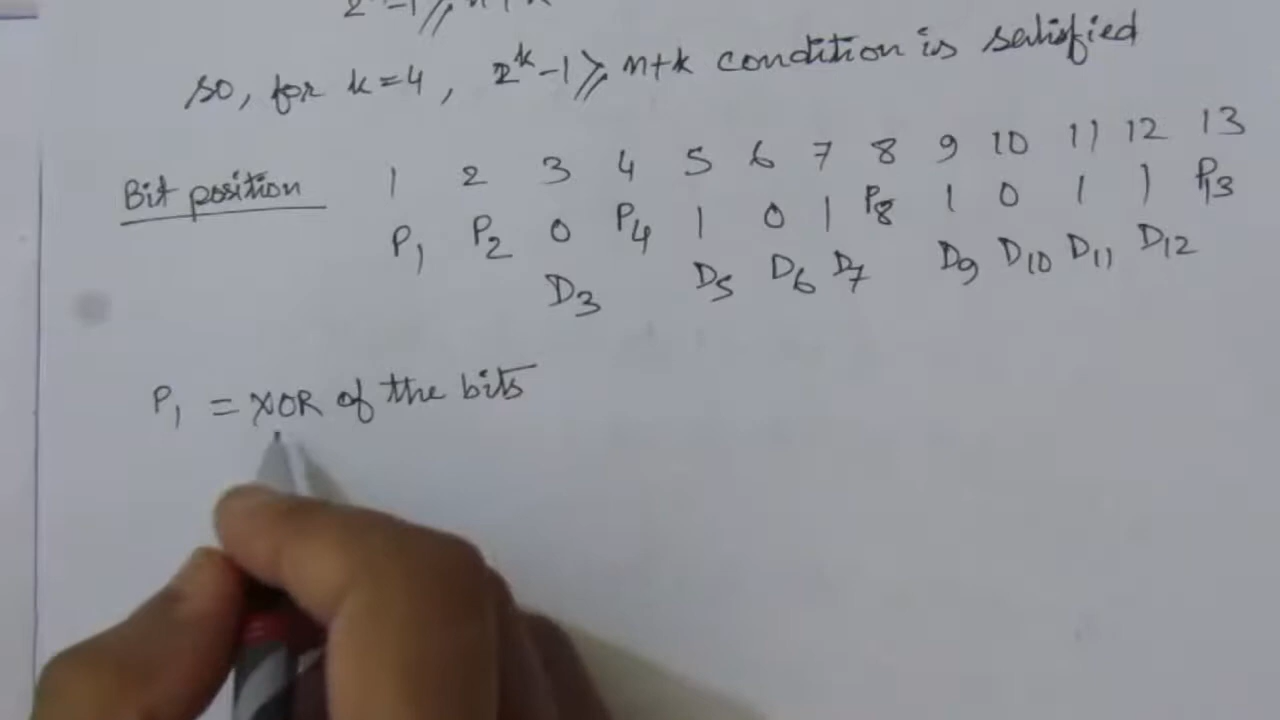 so, for k=4, 2^k-1 ≥ n+k condition is satisfied
Bit position 1 2 3 4 5 6 7 8 9 10 11 12 13
P1 P2 0 P4 1 0 1 P8 1 0 1 1 P13
D3 D5 D6 D7 D9 D10 D11 D12
P1 = XOR of the bits